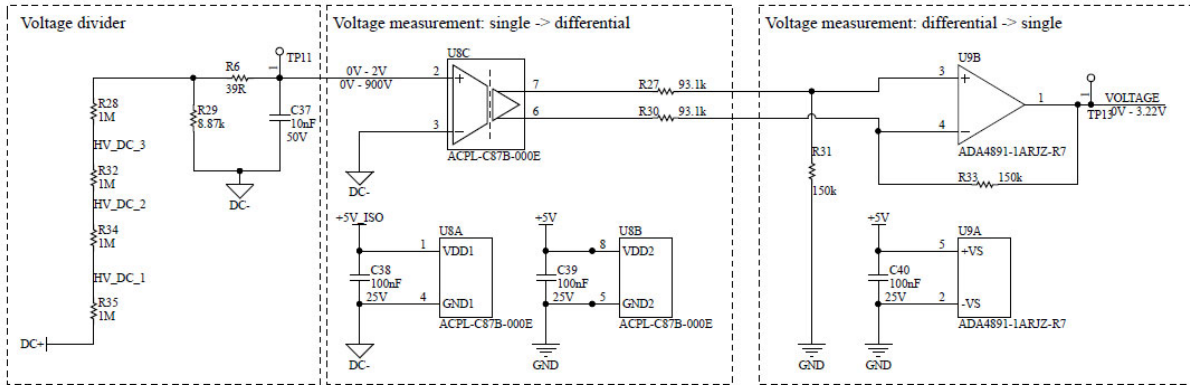 Voltage divider
R6
39R
TP11
1
R28
1M
R29
8.87k
C37
10nF
50V
HV_DC_3
R32
1M
HV_DC_2
R34
1M
HV_DC_1
R35
1M
DC+
DC-
Voltage measurement: single -> differential
U8C
0V - 2V
0V - 900V
2
3
7
6
ACPL-C87B-000E
DC-
R27 93.1k
R30 93.1k
+5V_ISO
U8A
1 VDD1
C38
100nF
25V
4 GND1
ACPL-C87B-000E
DC-
+5V
U8B
8 VDD2
C39
100nF
25V
5 GND2
ACPL-C87B-000E
GND
Voltage measurement: differential -> single
U9B
3
4
1
1
TP13
VOLTAGE
0V - 3.22V
ADA4891-1ARJZ-R7
R31
150k
R33 150k
GND
+5V
U9A
5 +VS
C40
100nF
25V
2 -VS
ADA4891-1ARJZ-R7
GND